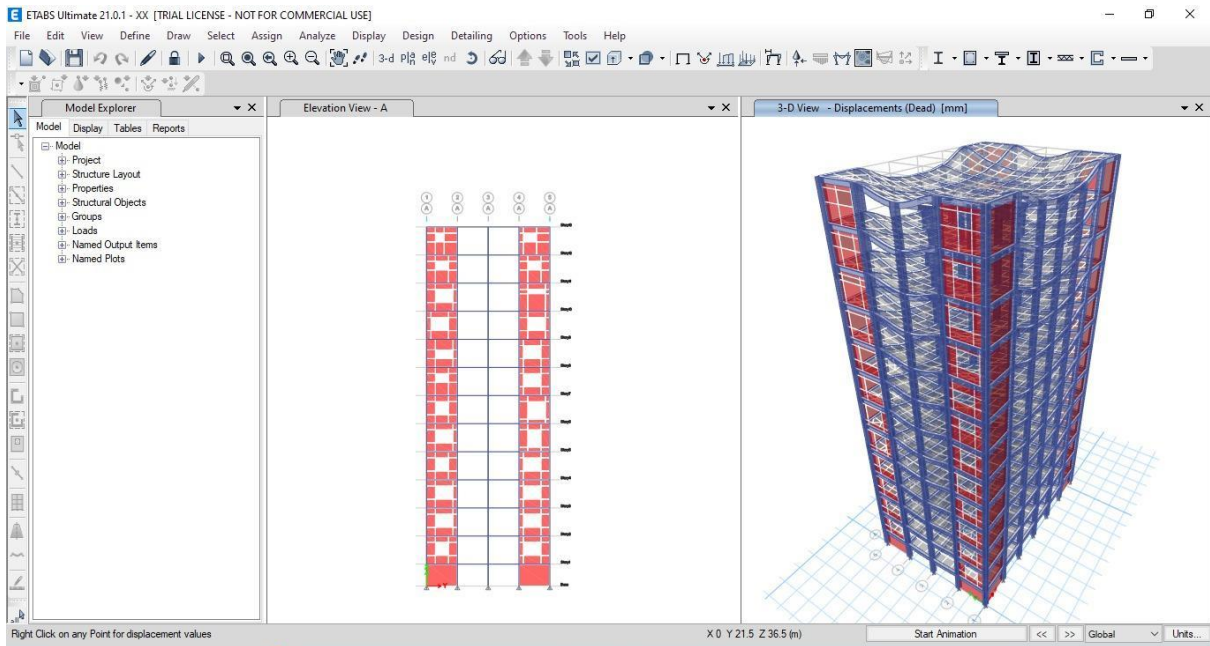 ETABS Ultimate 21.0.1 - XX [TRIAL LICENSE - NOT FOR COMMERCIAL USE]
File Edit View Define Draw Select Assign Analyze Display Design Detailing Options Tools Help
3-d
nd
Model Explorer
Elevation View - A
3-D View - Displacements (Dead) [mm]
Model Display Tables Reports
Model
Project
Structure Layout
Properties
Structural Objects
Groups
Loads
Named Output Items
Named Plots
1 2 3 4 5
A A A A A
Y
Right Click on any Point for displacement values
X 0 Y 21.5 Z 36.5 (m)
Start Animation
<< >>
Global
Units...